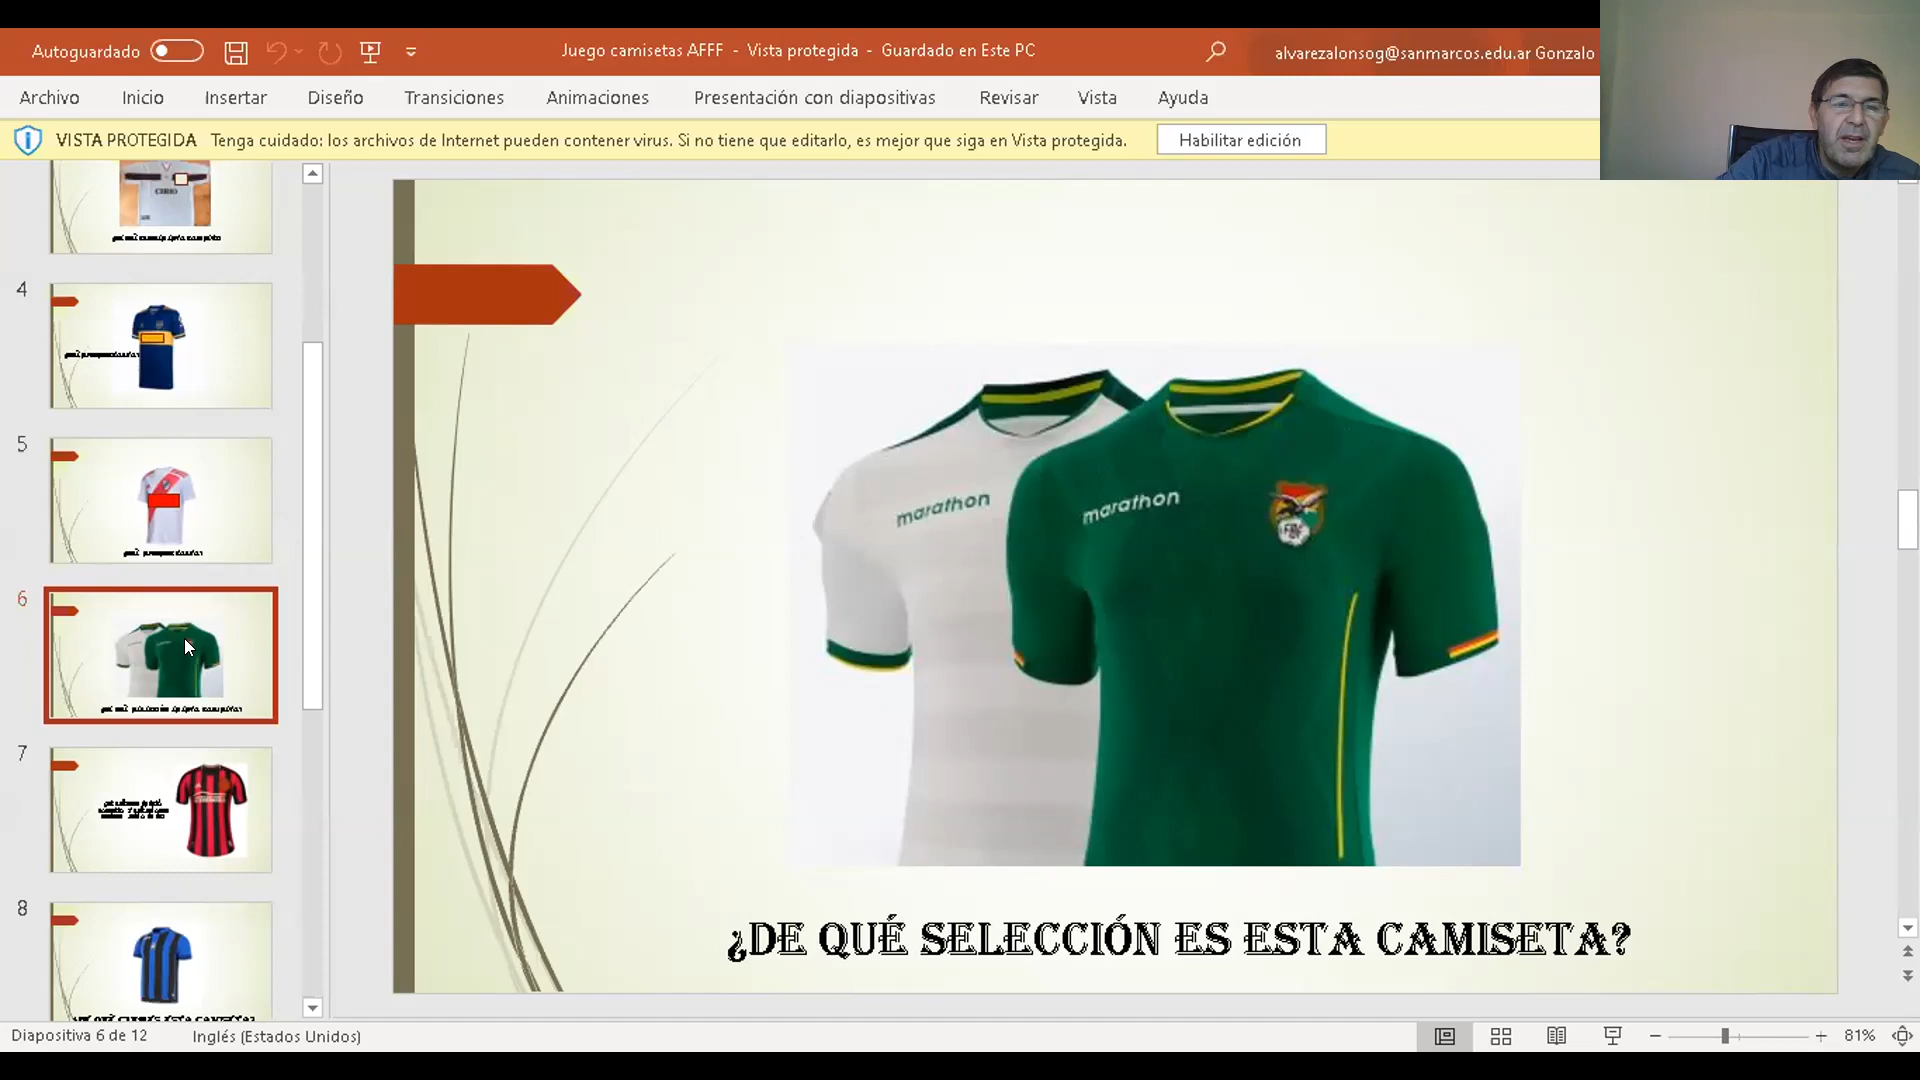 Autoguardado
Juego camisetas AFFF - Vista protegida - Guardado en Este PC
alvarezalonsog@sanmarcos.edu.ar Gonzalo
Archivo Inicio Insertar Diseño Transiciones Animaciones Presentación con diapositivas Revisar Vista Ayuda
VISTA PROTEGIDA Tenga cuidado: los archivos de Internet pueden contener virus. Si no tiene que editarlo, es mejor que siga en Vista protegida. Habilitar edición
4
5
6
7
8
marathon
marathon
FBF
¿DE QUÉ SELECCIÓN ES ESTA CAMISETA?
Diapositiva 6 de 12 Inglés (Estados Unidos) 81%